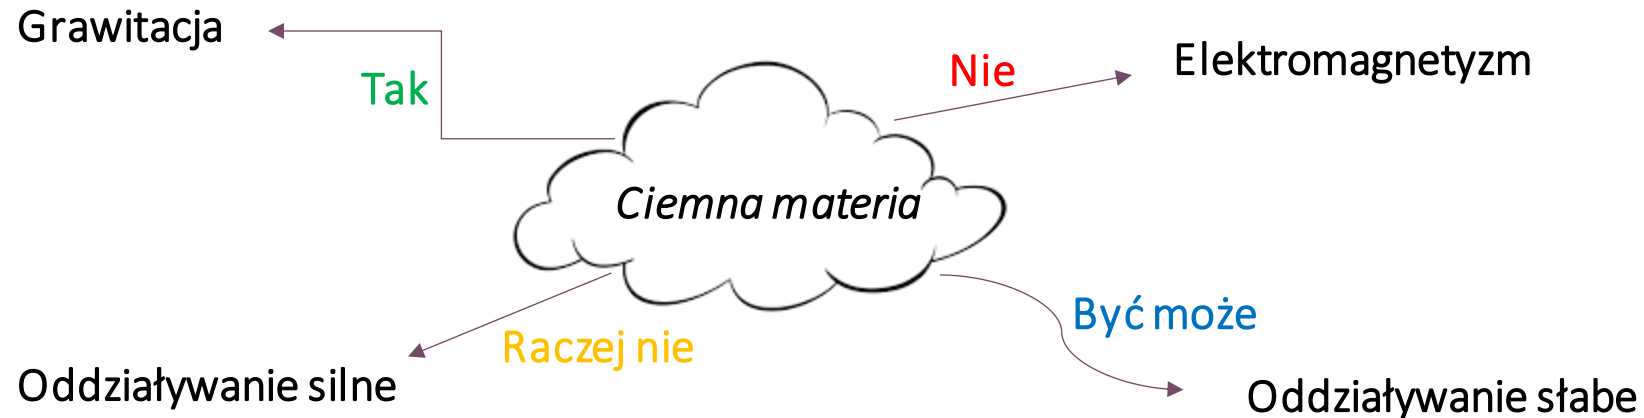 Grawitacja
Tak
Nie
Elektromagnetyzm
Ciemna materia
Raczej nie
Być może
Oddziaływanie silne
Oddziaływanie słabe